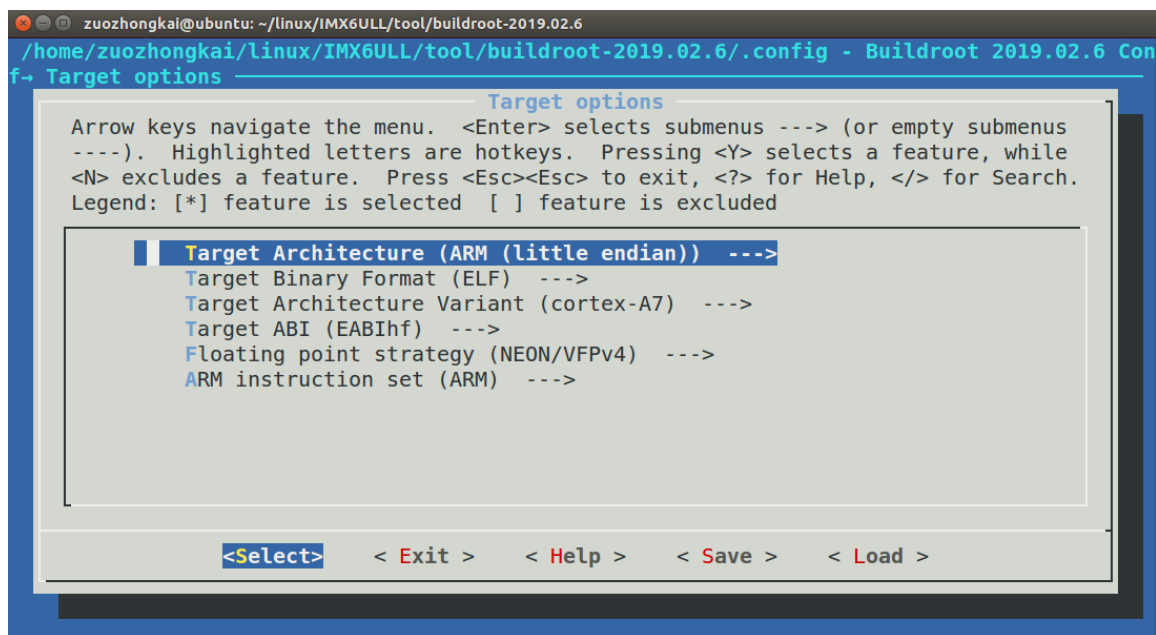 zuozhongkai@ubuntu: ~/linux/IMX6ULL/tool/buildroot-2019.02.6
/home/zuozhongkai/linux/IMX6ULL/tool/buildroot-2019.02.6/.config - Buildroot 2019.02.6 Con
f→ Target options
Target options
Arrow keys navigate the menu.  <Enter> selects submenus ---> (or empty submenus
----).  Highlighted letters are hotkeys.  Pressing <Y> selects a feature, while
<N> excludes a feature.  Press <Esc><Esc> to exit, <?> for Help, </> for Search.
Legend: [*] feature is selected  [ ] feature is excluded
Target Architecture (ARM (little endian))  --->
Target Binary Format (ELF)  --->
Target Architecture Variant (cortex-A7)  --->
Target ABI (EABIhf)  --->
Floating point strategy (NEON/VFPv4)  --->
ARM instruction set (ARM)  --->
<Select>    < Exit >    < Help >    < Save >    < Load >